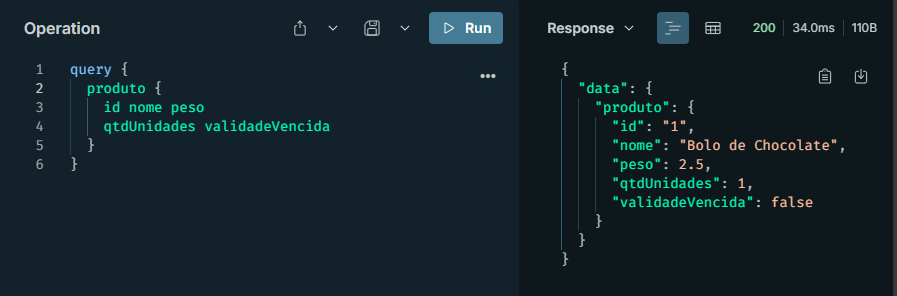 Operation
Run
1 query {
2 produto {
3 id nome peso
4 qtdUnidades validadeVencida
5 }
6 }
Response
200 34.0ms 110B
{
"data": {
"produto": {
"id": "1",
"nome": "Bolo de Chocolate",
"peso": 2.5,
"qtdUnidades": 1,
"validadeVencida": false
}
}
}